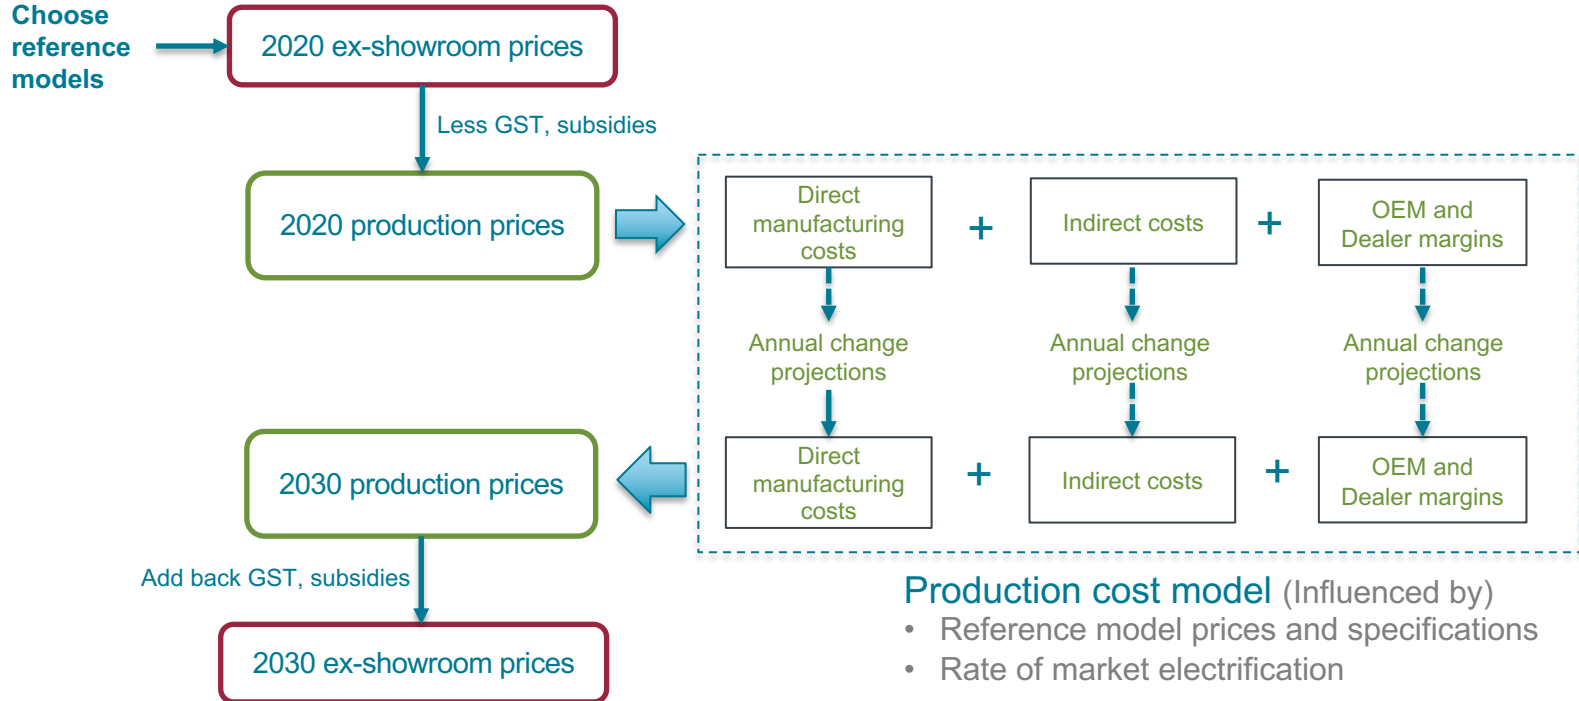 Choose
reference
models
2020 ex-showroom prices
Less GST, subsidies
2020 production prices
Direct
manufacturing
costs
+
Indirect costs
+
OEM and
Dealer margins
Annual change
projections
Annual change
projections
Annual change
projections
2030 production prices
Direct
manufacturing
costs
+
Indirect costs
+
OEM and
Dealer margins
Add back GST, subsidies
2030 ex-showroom prices
Production cost model (Influenced by)
• Reference model prices and specifications
• Rate of market electrification